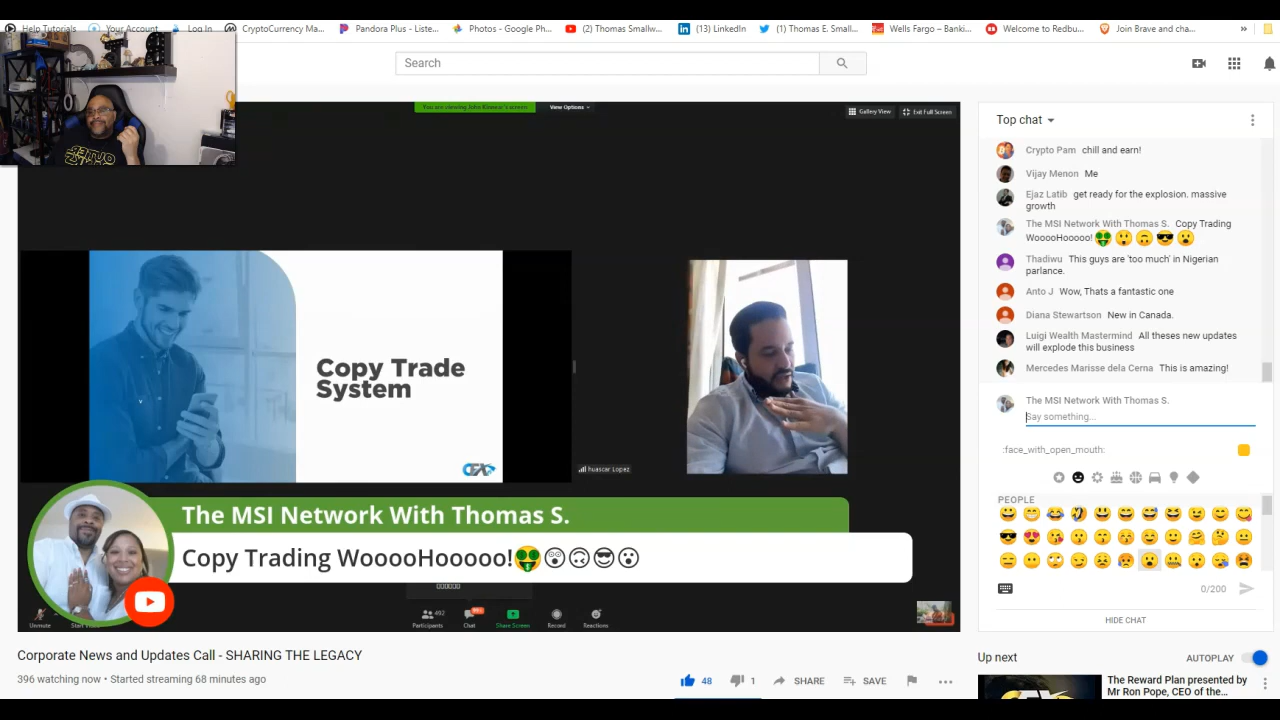 Help Tutorials
Your Account
Log In
CryptoCurrency Ma...
Pandora Plus - Liste...
Photos - Google Ph...
(2) Thomas Smallw...
(13) LinkedIn
(1) Thomas E. Small...
Wells Fargo – Banki...
Welcome to Redbu...
Join Brave and cha...
»
Search
You are viewing John Kinnear's screen
View Options
Gallery View
Exit Full Screen
Copy Trade
System
huascar Lopez
The MSI Network With Thomas S.
Copy Trading WooooHooooo!🤑😲🙃😎😮
Unmute
Participants
492
Chat
Share Screen
Record
Reactions
Corporate News and Updates Call - SHARING THE LEGACY
396 watching now • Started streaming 68 minutes ago
48
1
SHARE
SAVE
Top chat
Crypto Pam chill and earn!
Vijay Menon Me
Ejaz Latib get ready for the explosion. massive
growth
The MSI Network With Thomas S. Copy Trading
WooooHooooo!🤑😲🙃😎😮
Thadiwu This guys are 'too much' in Nigerian
parlance.
Anto J Wow, Thats a fantastic one
Diana Stewartson New in Canada.
Luigi Wealth Mastermind All theses new updates
will explode this business
Mercedes Marisse dela Cerna This is amazing!
The MSI Network With Thomas S.
Say something...
:face_with_open_mouth:
PEOPLE
0/200
HIDE CHAT
Up next
AUTOPLAY
The Reward Plan presented by
Mr Ron Pope, CEO of the...